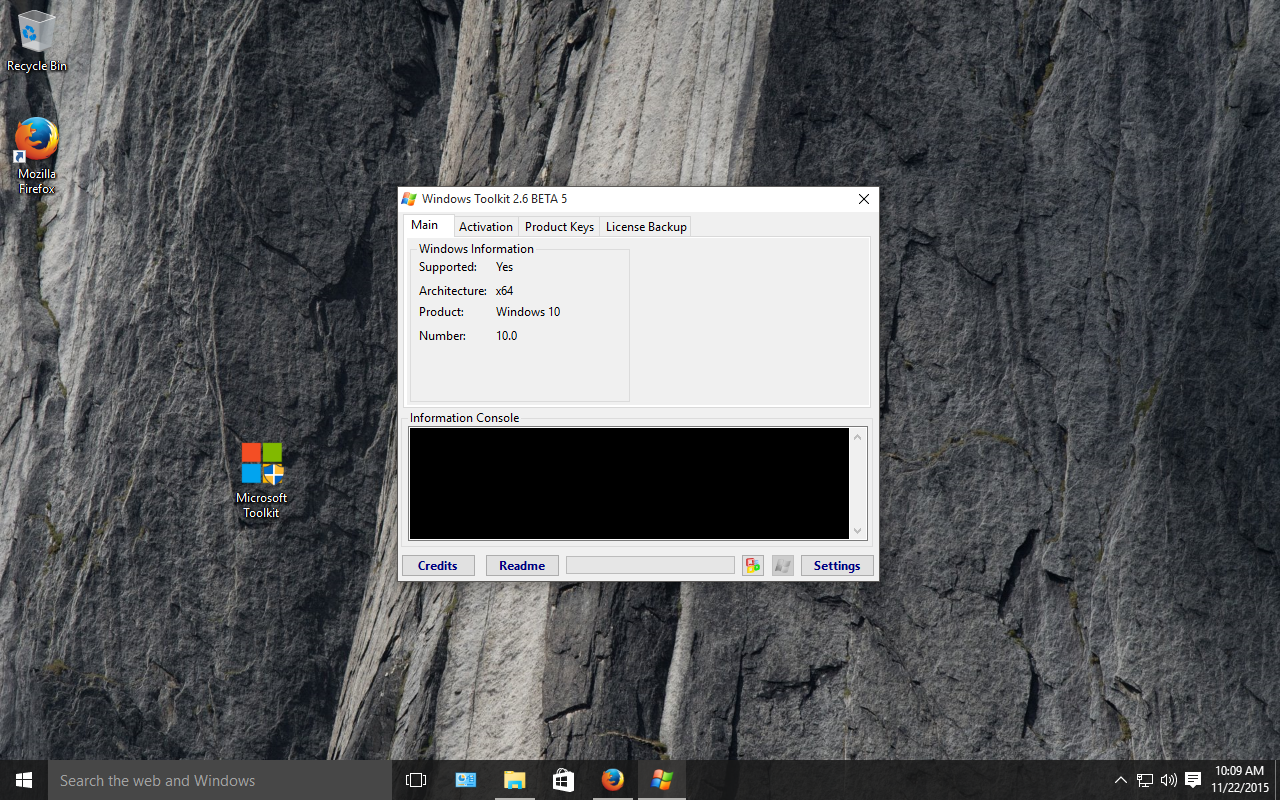 Recycle Bin
Mozilla
Firefox
Microsoft
Toolkit
Windows Toolkit 2.6 BETA 5
Main Activation Product Keys License Backup
Windows Information
Supported: Yes
Architecture: x64
Product: Windows 10
Number: 10.0
Information Console
Credits Readme Settings
Search the web and Windows
10:09 AM
11/22/2015